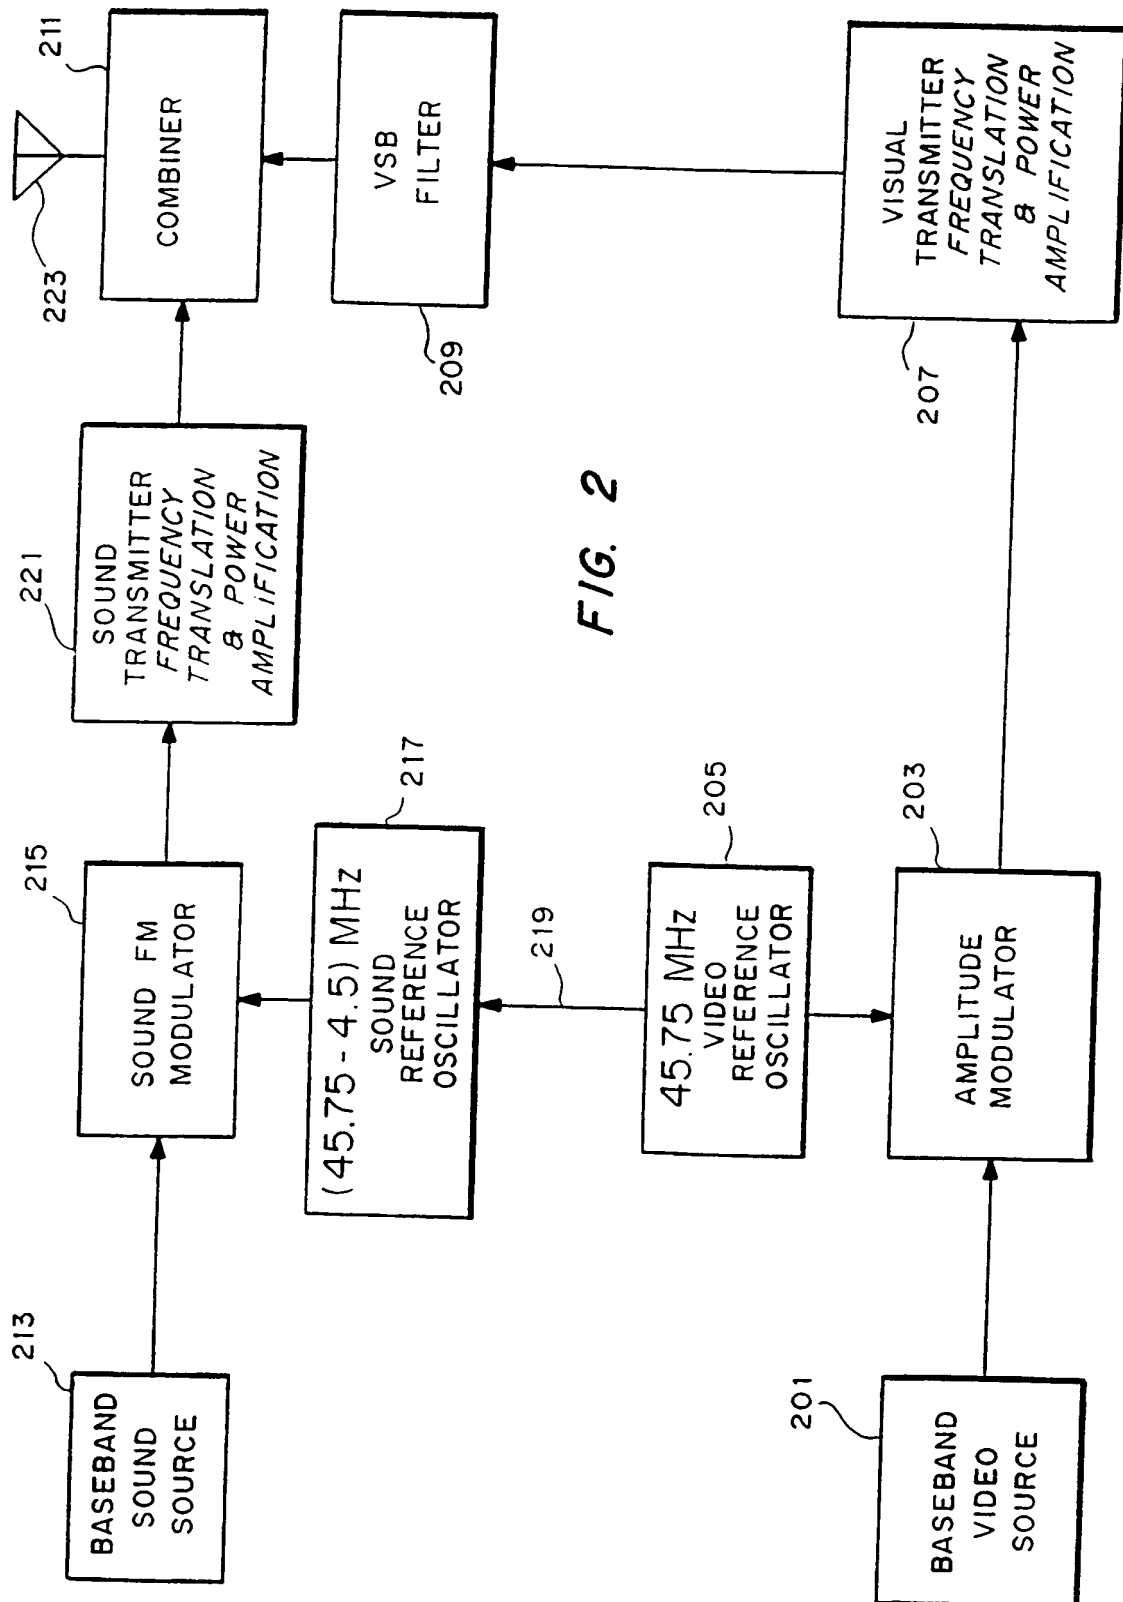 213
BASEBAND
SOUND
SOURCE
215
SOUND FM
MODULATOR
221
SOUND
TRANSMITTER
FREQUENCY
TRANSLATION
& POWER
AMPLIFICATION
223
211
COMBINER
(45.75 - 4.5) MHz
SOUND
REFERENCE
OSCILLATOR
217
VSB
FILTER
209
219
FIG. 2
45.75 MHz
VIDEO
REFERENCE
OSCILLATOR
205
201
BASEBAND
VIDEO
SOURCE
203
AMPLITUDE
MODULATOR
207
VISUAL
TRANSMITTER
FREQUENCY
TRANSLATION
& POWER
AMPLIFICATION